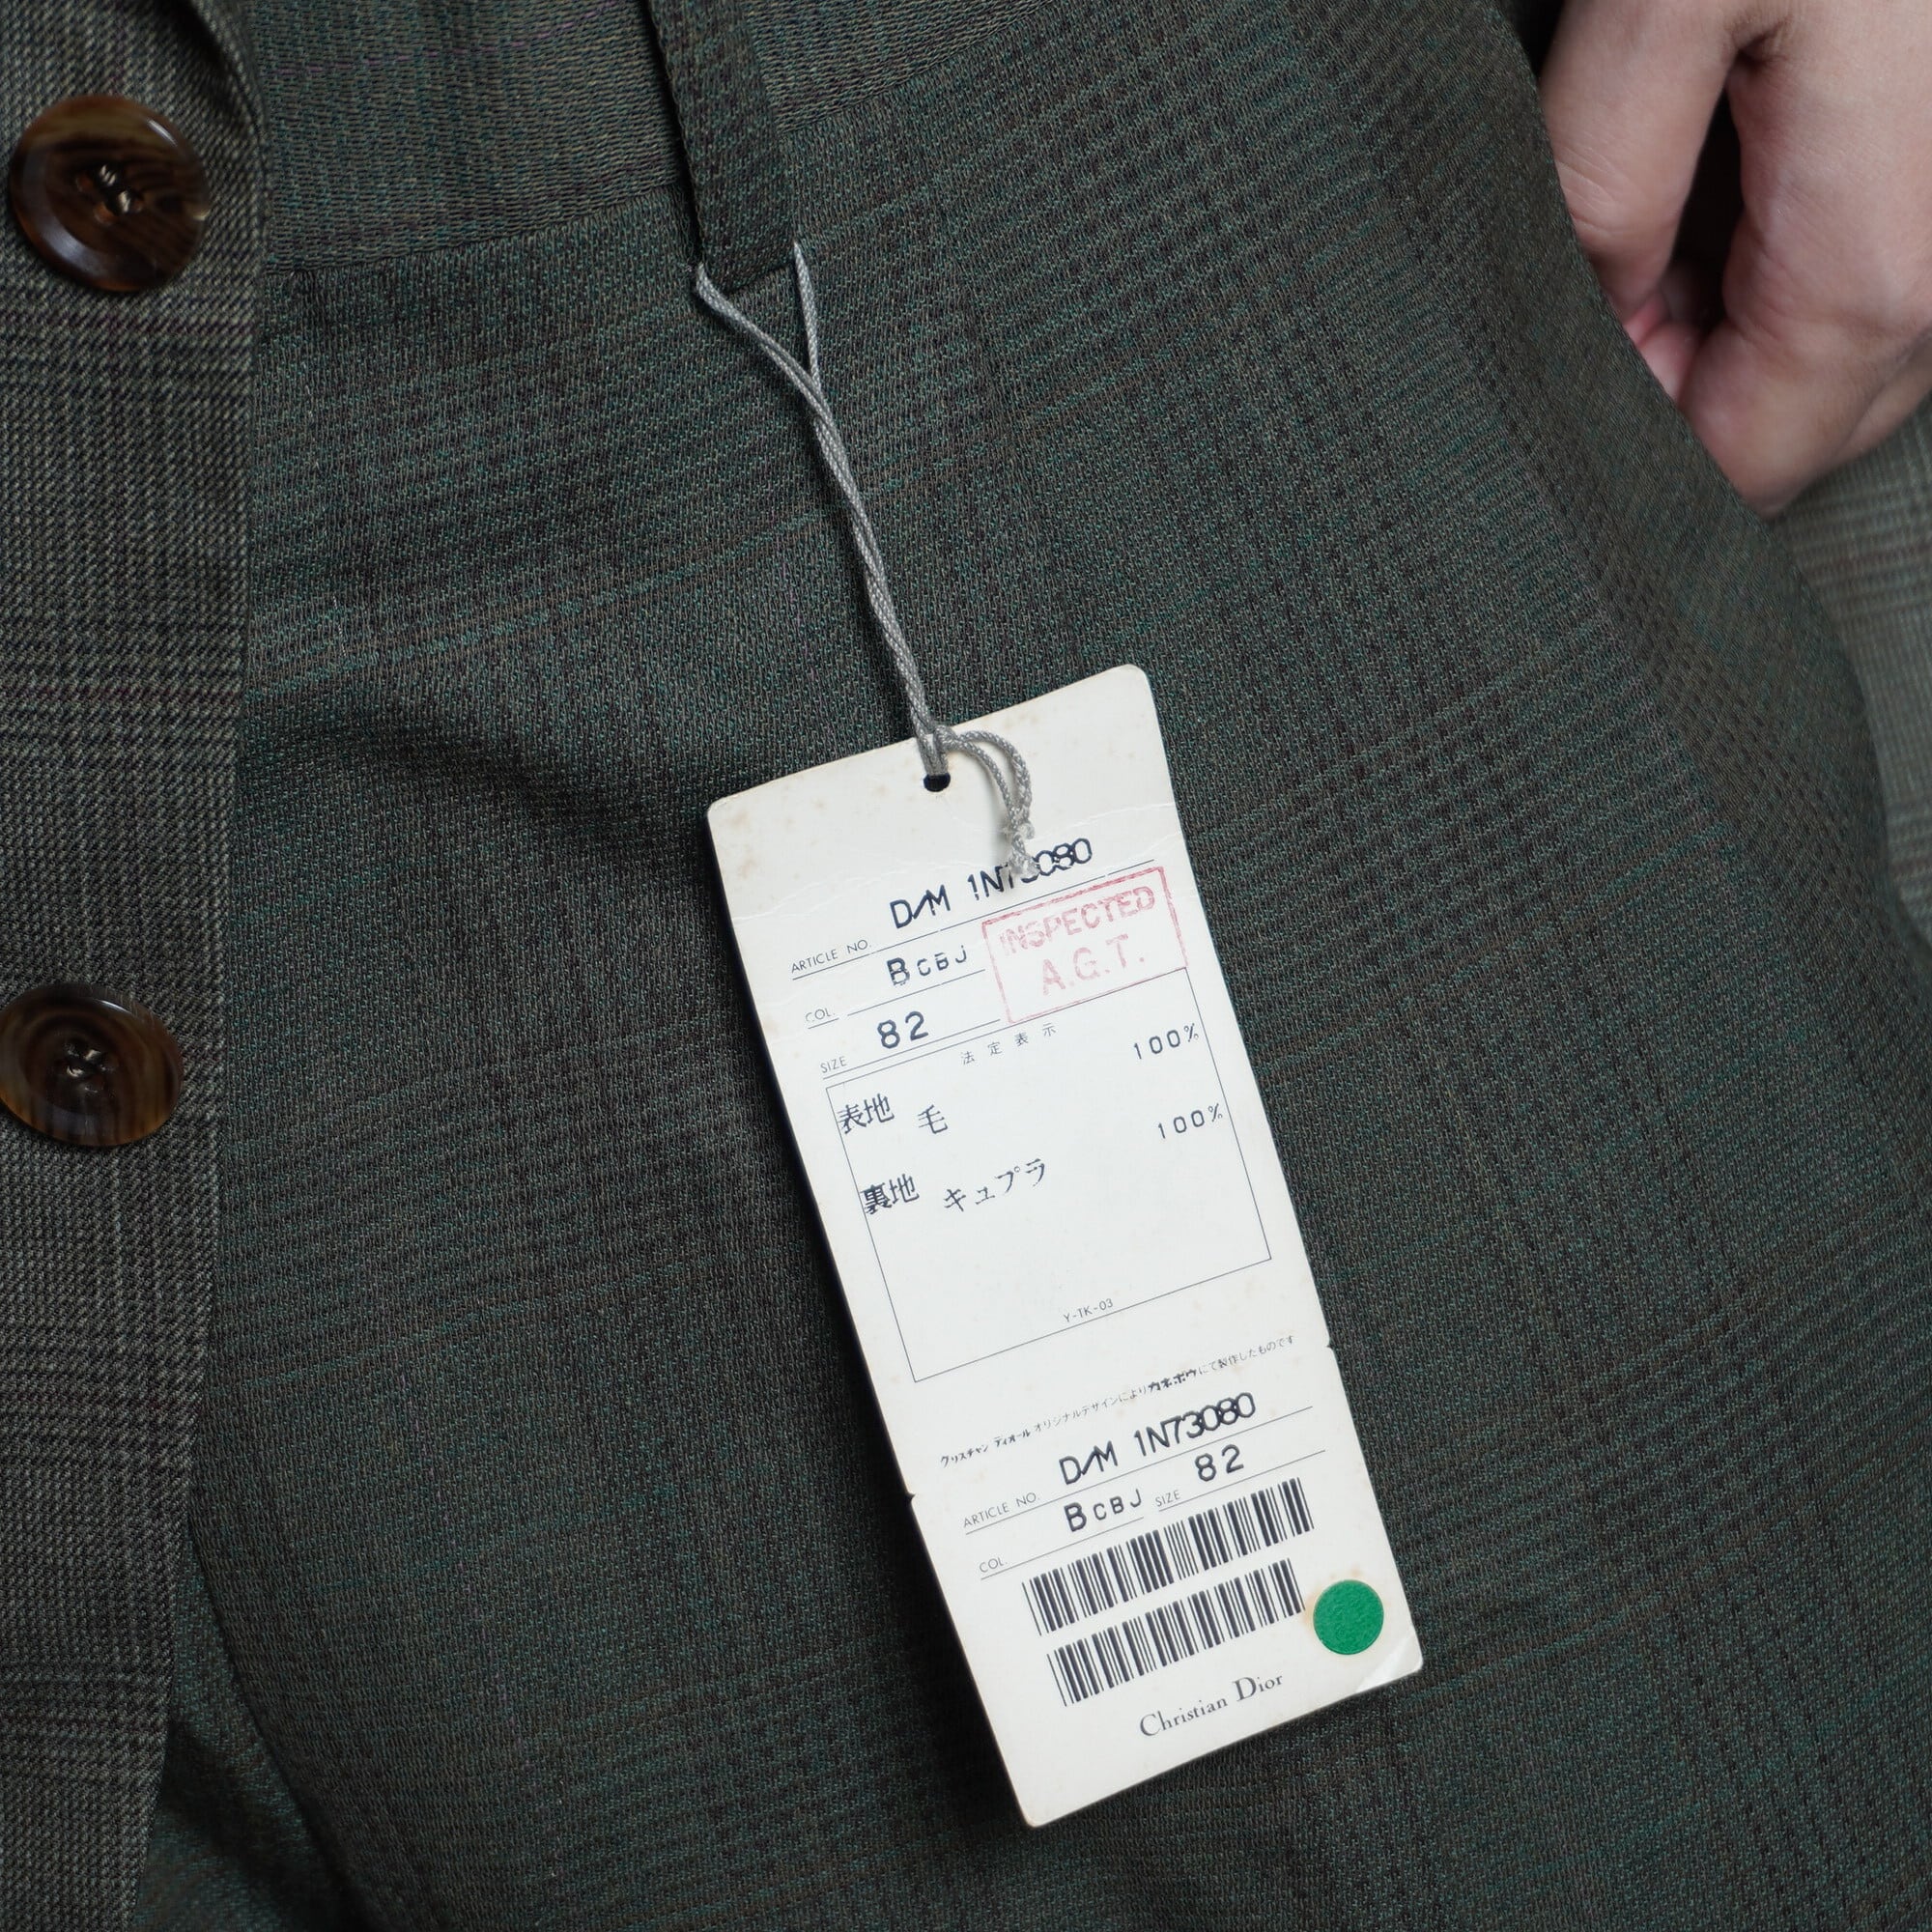 ARTICLE NO. D/M 1N73080
COL. BCBJ
INSPECTED
A.G.T.
SIZE 82
法定表示
表地 毛 100%
裏地 キュプラ 100%
Y-TK-03
クリスチャン ディオール オリジナルデザインによりカネボウにて製作したものです
ARTICLE NO. D/M 1N73080
COL. BCBJ SIZE 82
Christian Dior